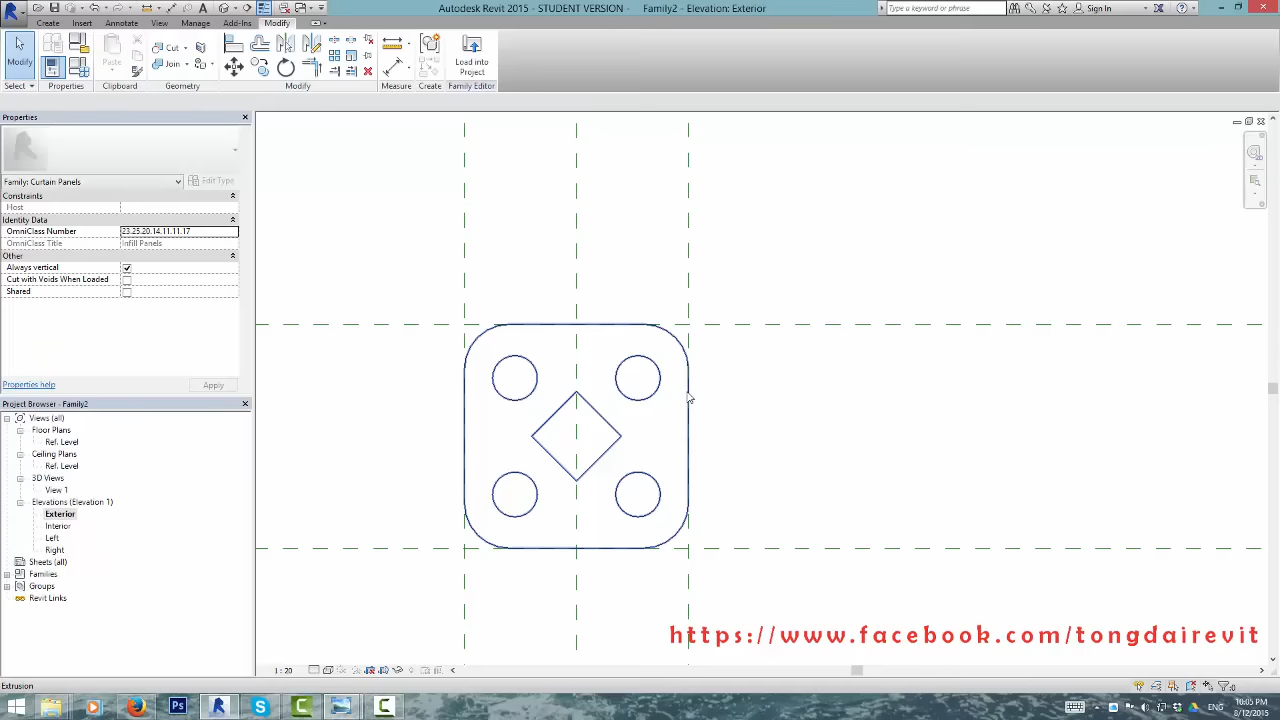 Autodesk Revit 2015 - STUDENT VERSION - Family2 - Elevation: Exterior
Type a keyword or phrase
Sign In
Create
Insert
Annotate
View
Manage
Add-Ins
Modify
Modify
Paste
Cut
Join
Load into
Project
Select
Properties
Clipboard
Geometry
Modify
Measure
Create
Family Editor
Properties
Family: Curtain Panels
Edit Type
Constraints
Host
Identity Data
OmniClass Number
23.25.20.14.11.11.17
OmniClass Title
Infill Panels
Other
Always vertical
Cut with Voids When Loaded
Shared
Properties help
Apply
Project Browser - Family2
Views (all)
Floor Plans
Ref. Level
Ceiling Plans
Ref. Level
3D Views
View 1
Elevations (Elevation 1)
Exterior
Interior
Left
Right
Sheets (all)
Families
Groups
Revit Links
https://www.facebook.com/tongdairevit
1 : 20
Extrusion
:0
ENG
10:05 PM
8/12/2015